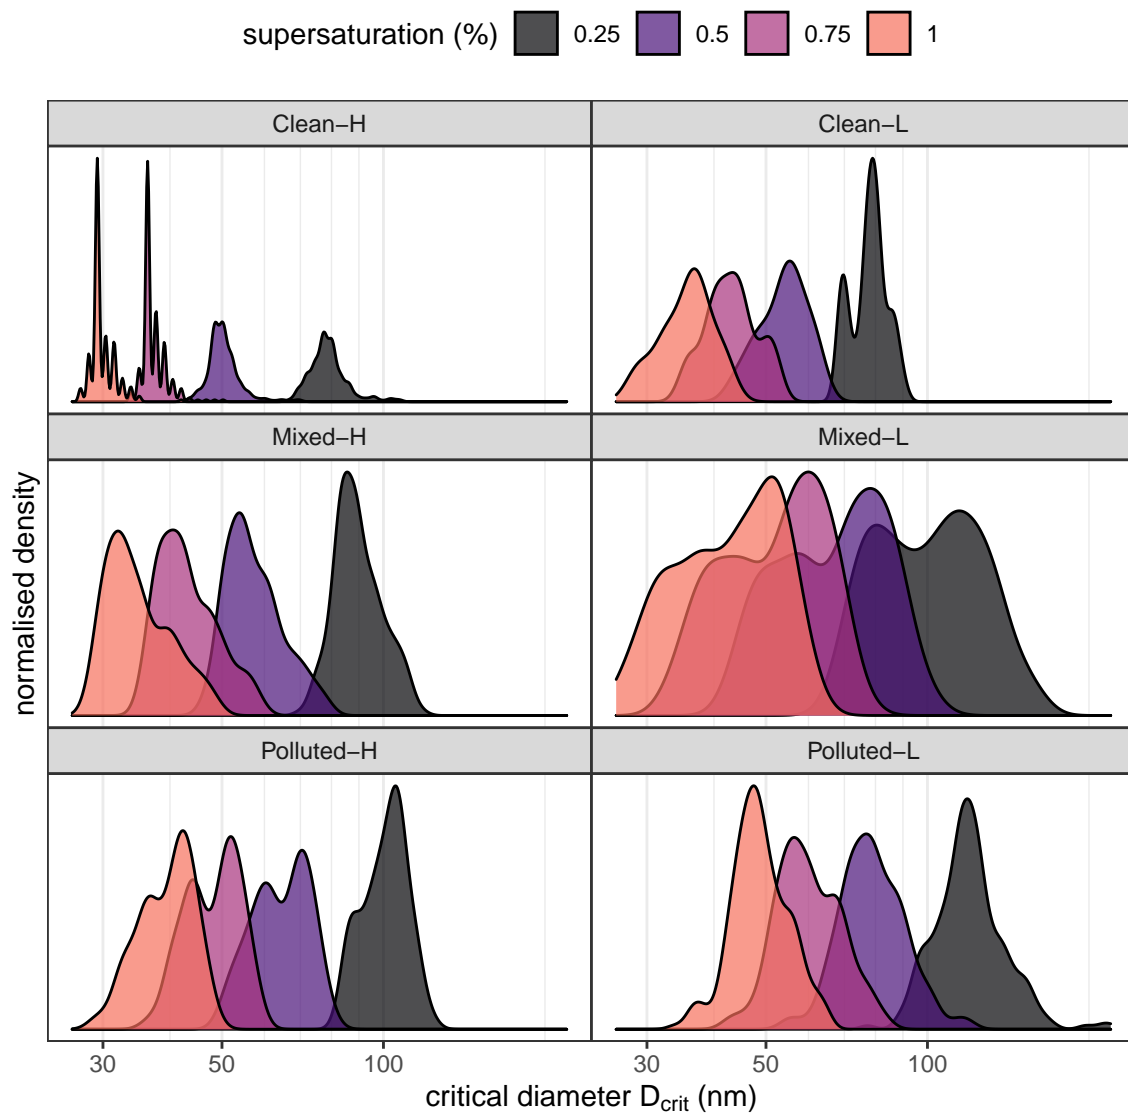 supersaturation (%) 0.25 0.5 0.75 1
Clean−H Clean−L
Mixed−H Mixed−L
normalised density
Polluted−H Polluted−L
30 50 100 30 50 100
critical diameter D_crit (nm)